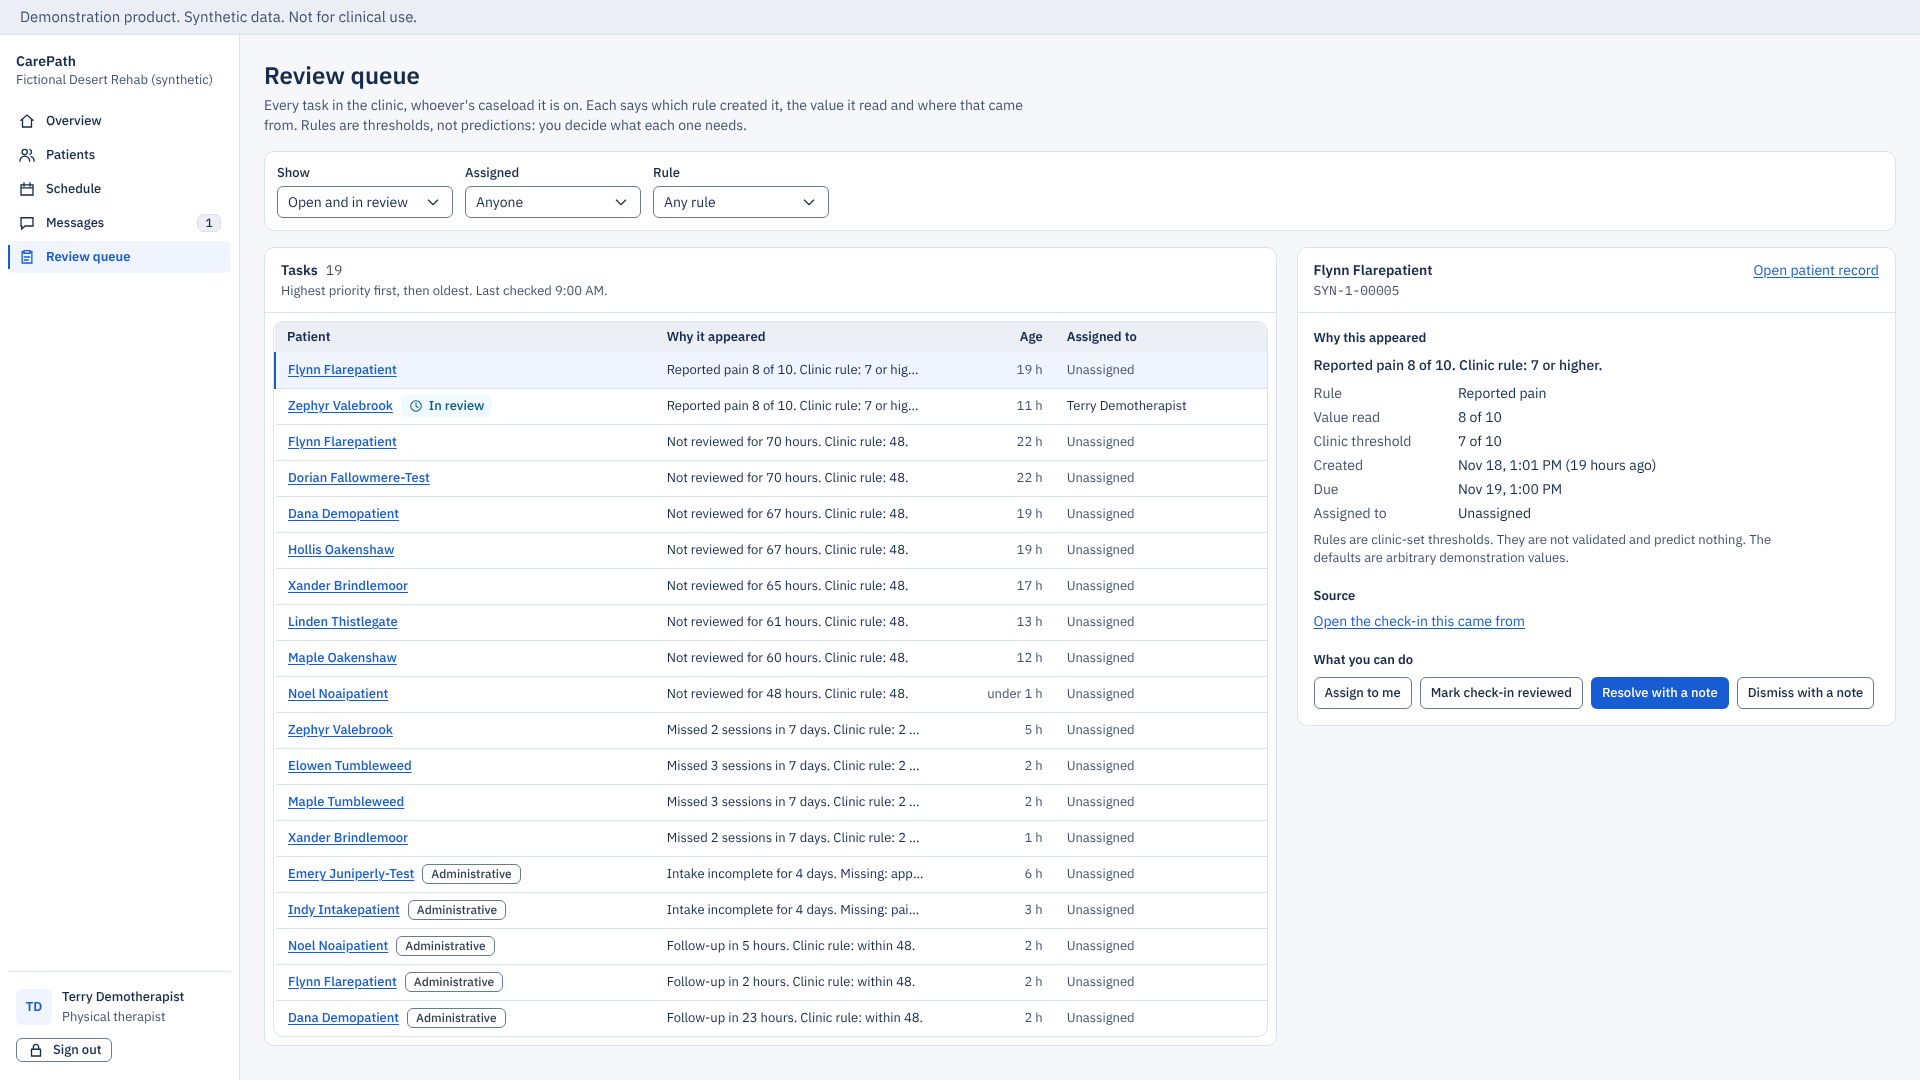 Demonstration product. Synthetic data. Not for clinical use.
CarePath
Fictional Desert Rehab (synthetic)
Overview
Patients
Schedule
Messages 1
Review queue
Terry Demotherapist
TD
Physical therapist
Sign out
Review queue
Every task in the clinic, whoever's caseload it is on. Each says which rule created it, the value it read and where that came
from. Rules are thresholds, not predictions: you decide what each one needs.
Show Assigned Rule
Open and in review Anyone Any rule
Tasks 19
Highest priority first, then oldest. Last checked 9:00 AM.
Patient Why it appeared Age Assigned to
Flynn Flarepatient Reported pain 8 of 10. Clinic rule: 7 or hig... 19 h Unassigned
Zephyr Valebrook In review Reported pain 8 of 10. Clinic rule: 7 or hig... 11 h Terry Demotherapist
Flynn Flarepatient Not reviewed for 70 hours. Clinic rule: 48. 22 h Unassigned
Dorian Fallowmere-Test Not reviewed for 70 hours. Clinic rule: 48. 22 h Unassigned
Dana Demopatient Not reviewed for 67 hours. Clinic rule: 48. 19 h Unassigned
Hollis Oakenshaw Not reviewed for 67 hours. Clinic rule: 48. 19 h Unassigned
Xander Brindlemoor Not reviewed for 65 hours. Clinic rule: 48. 17 h Unassigned
Linden Thistlegate Not reviewed for 61 hours. Clinic rule: 48. 13 h Unassigned
Maple Oakenshaw Not reviewed for 60 hours. Clinic rule: 48. 12 h Unassigned
Noel Noaipatient Not reviewed for 48 hours. Clinic rule: 48. under 1 h Unassigned
Zephyr Valebrook Missed 2 sessions in 7 days. Clinic rule: 2 ... 5 h Unassigned
Elowen Tumbleweed Missed 3 sessions in 7 days. Clinic rule: 2 ... 2 h Unassigned
Maple Tumbleweed Missed 3 sessions in 7 days. Clinic rule: 2 ... 2 h Unassigned
Xander Brindlemoor Missed 2 sessions in 7 days. Clinic rule: 2 ... 1 h Unassigned
Emery Juniperly-Test Administrative Intake incomplete for 4 days. Missing: app... 6 h Unassigned
Indy Intakepatient Administrative Intake incomplete for 4 days. Missing: pai... 3 h Unassigned
Noel Noaipatient Administrative Follow-up in 5 hours. Clinic rule: within 48. 2 h Unassigned
Flynn Flarepatient Administrative Follow-up in 2 hours. Clinic rule: within 48. 2 h Unassigned
Dana Demopatient Administrative Follow-up in 23 hours. Clinic rule: within 48. 2 h Unassigned
Flynn Flarepatient Open patient record
SYN-1-00005
Why this appeared
Reported pain 8 of 10. Clinic rule: 7 or higher.
Rule Reported pain
Value read 8 of 10
Clinic threshold 7 of 10
Created Nov 18, 1:01 PM (19 hours ago)
Due Nov 19, 1:00 PM
Assigned to Unassigned
Rules are clinic-set thresholds. They are not validated and predict nothing. The
defaults are arbitrary demonstration values.
Source
Open the check-in this came from
What you can do
Assign to me Mark check-in reviewed Resolve with a note Dismiss with a note